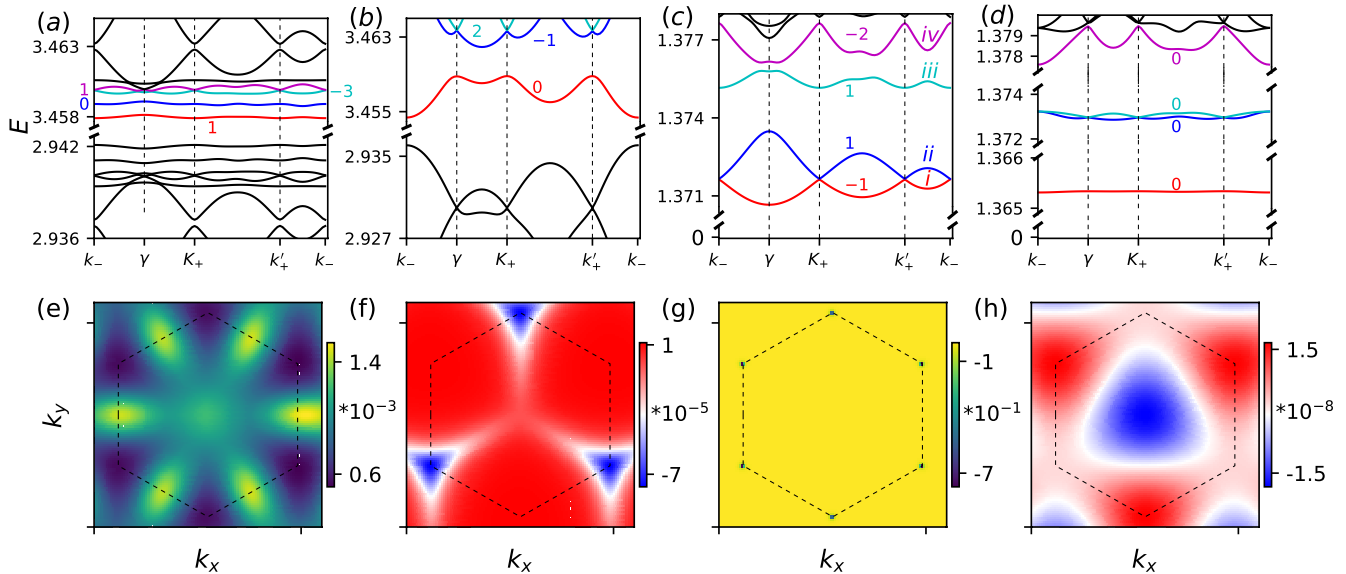 (a) (b) (c) (d)
E
3.463
3.458
2.942
2.936
1
0
−3
1
k− γ K+ k′+ k−
3.463
3.455
2.935
2.927
2
−1
0
k− γ K+ k′+ k−
1.377
1.374
1.371
0
−2 iv
iii
1
1
ii
−1 i
k− γ K+ k′+ k−
1.379
1.378
1.374
1.372
1.366
1.365
0
0
0
0
0
k− γ K+ k′+ k−
(e) (f) (g) (h)
ky
kx
1.4
*10−3
0.6
kx
1
*10−5
-7
kx
-1
*10−1
-7
kx
1.5
*10−8
-1.5